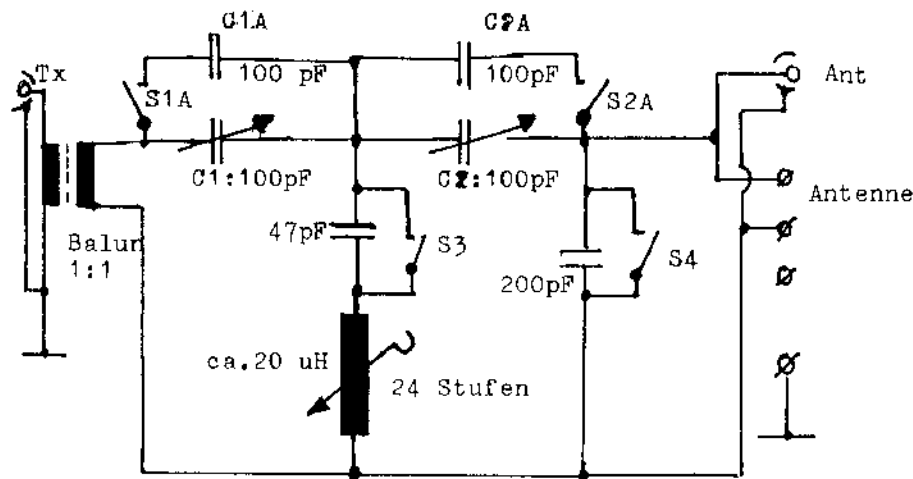 C1A
C2A
100 pF
100pF
Tx
Ant
S1A
S2A
C1:100pF
C2:100pF
Antenne
47pF
S3
S4
Balun
1:1
200pF
ca.20 uH
24 Stufen